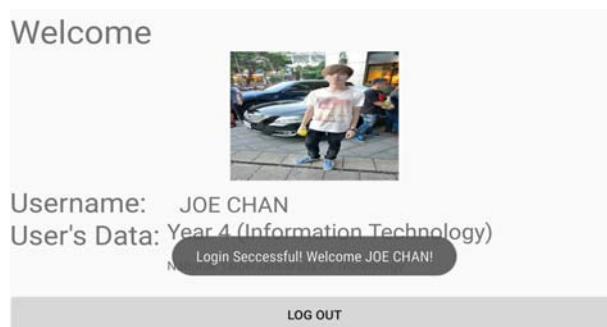 Welcome
Username: JOE CHAN
User's Data: Year 4 (Information Technology)
Login Seccessful! Welcome JOE CHAN!
LOG OUT